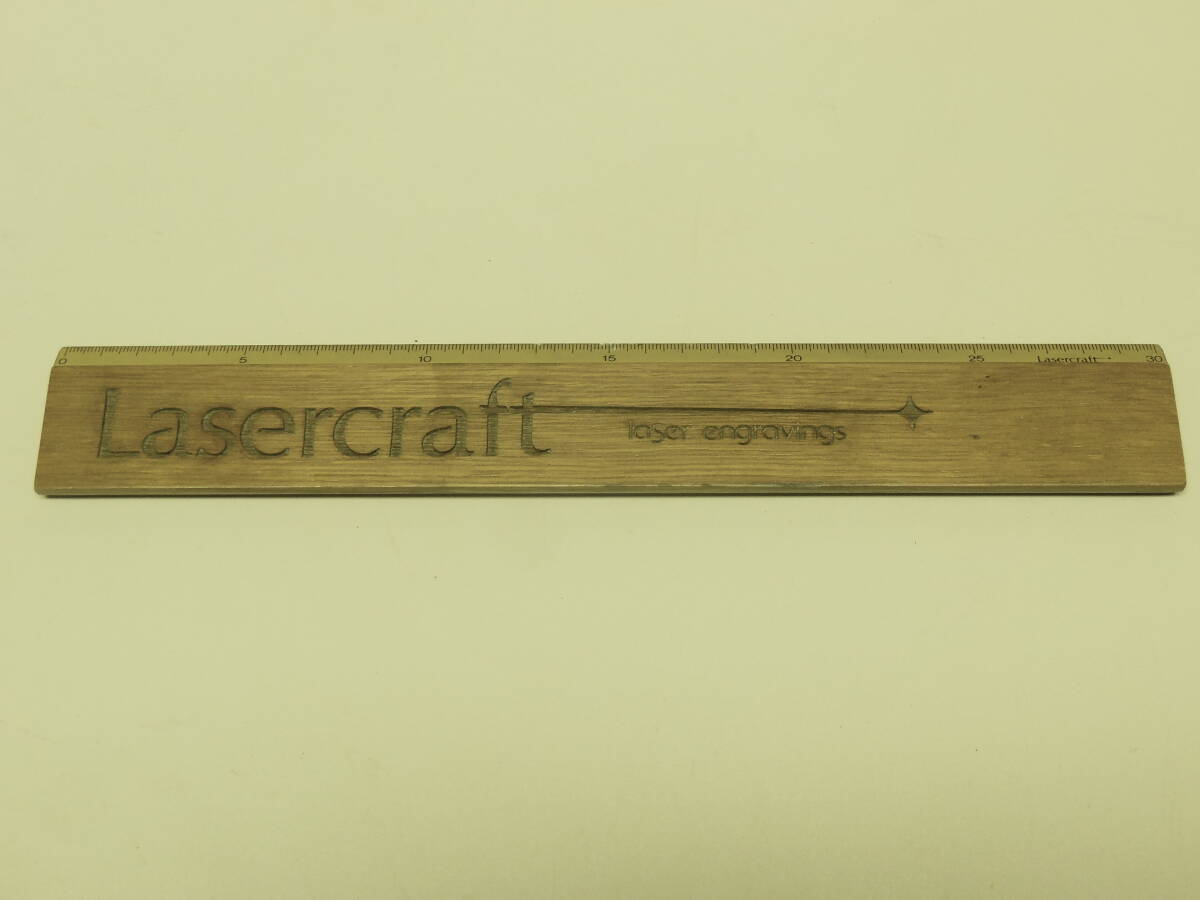 0 5 10 15 20 25 Lasercraft 30
Lasercraft
laser engravings